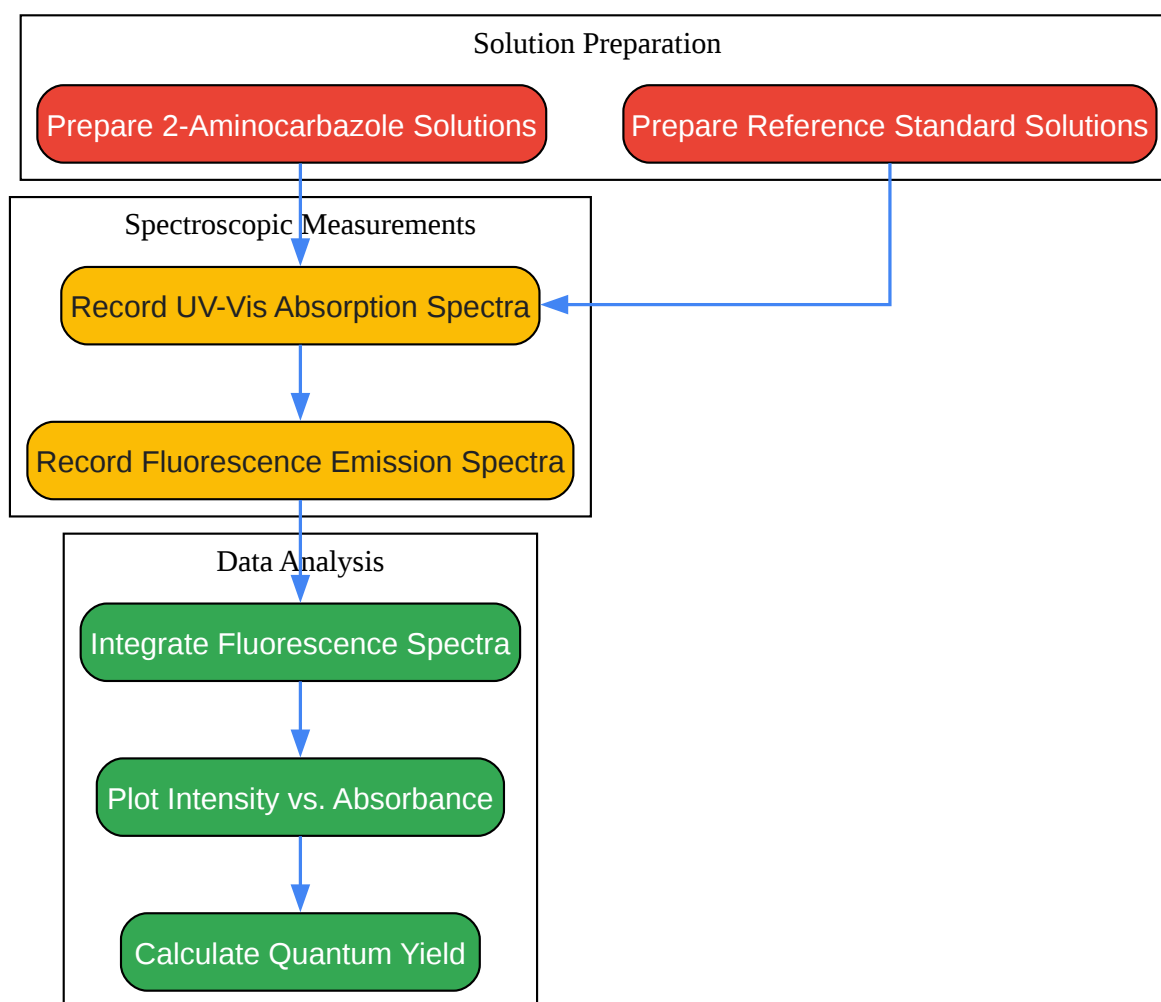 Solution Preparation
Prepare 2-Aminocarbazole Solutions
Prepare Reference Standard Solutions
Spectroscopic Measurements
Record UV-Vis Absorption Spectra
Record Fluorescence Emission Spectra
Data Analysis
Integrate Fluorescence Spectra
Plot Intensity vs. Absorbance
Calculate Quantum Yield